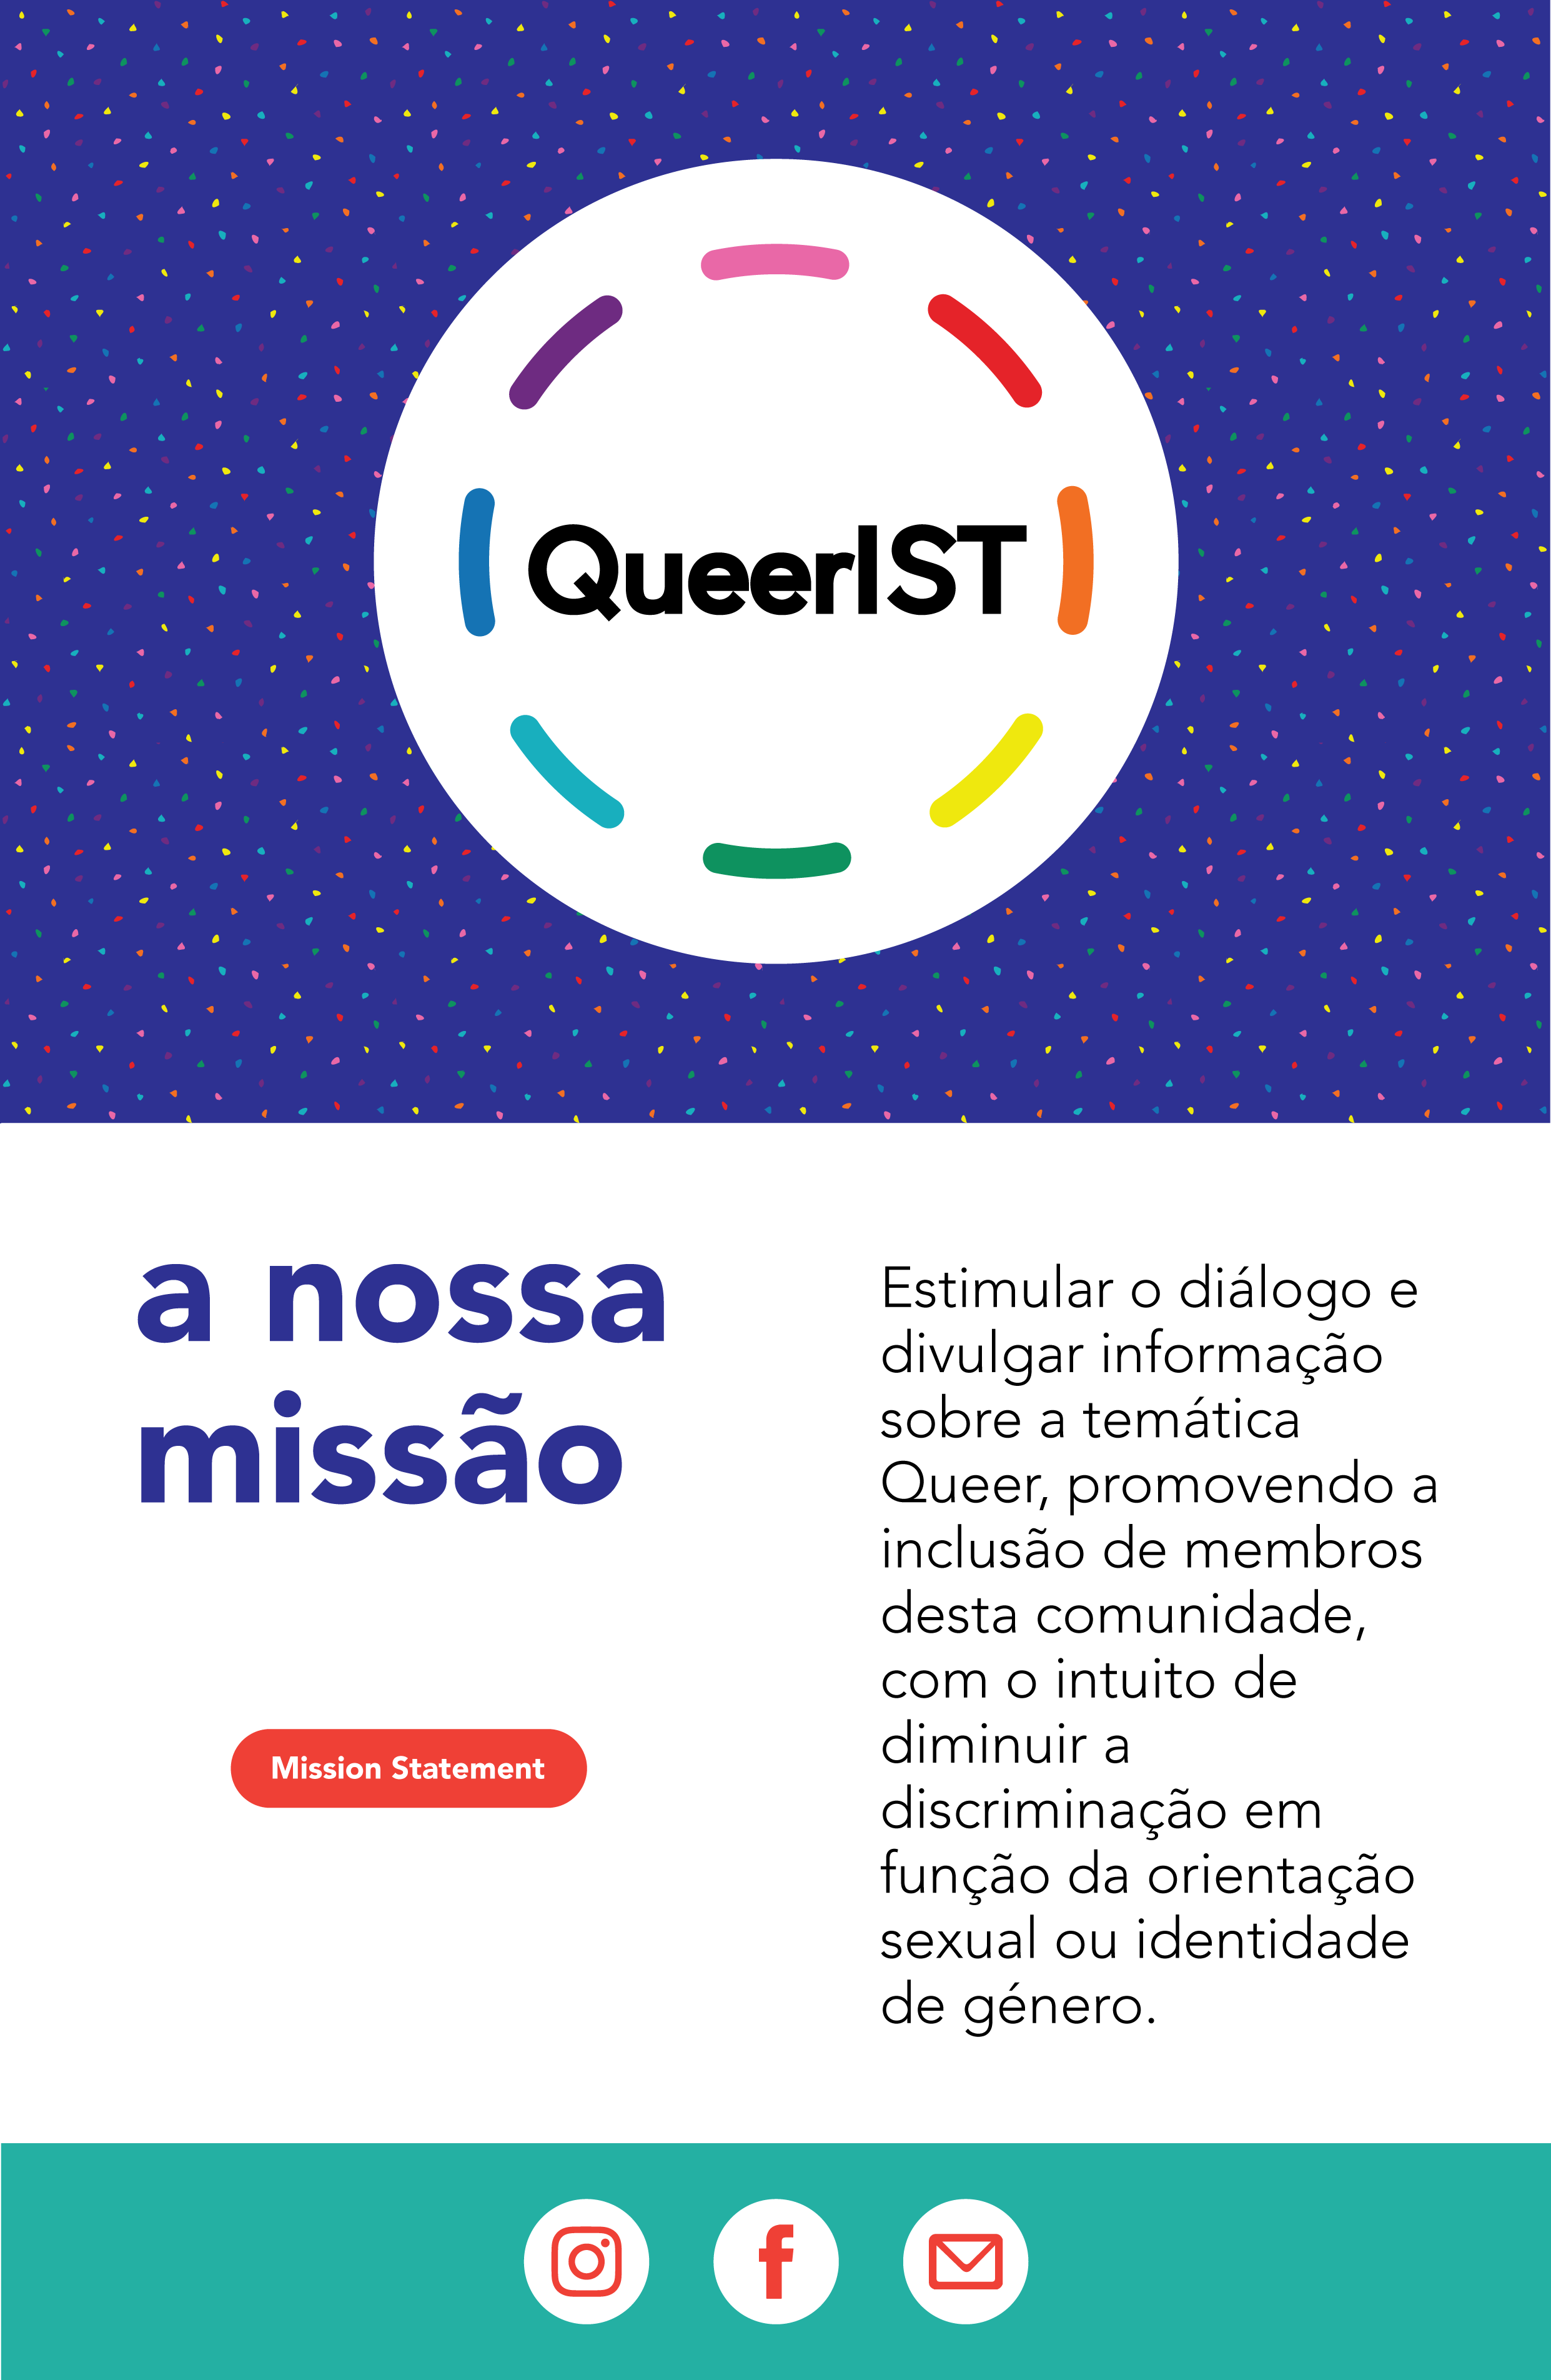 QueerIST
a nossa
missão
Mission Statement
Estimular o diálogo e
divulgar informação
sobre a temática
Queer, promovendo a
inclusão de membros
desta comunidade,
com o intuito de
diminuir a
discriminação em
função da orientação
sexual ou identidade
de género.